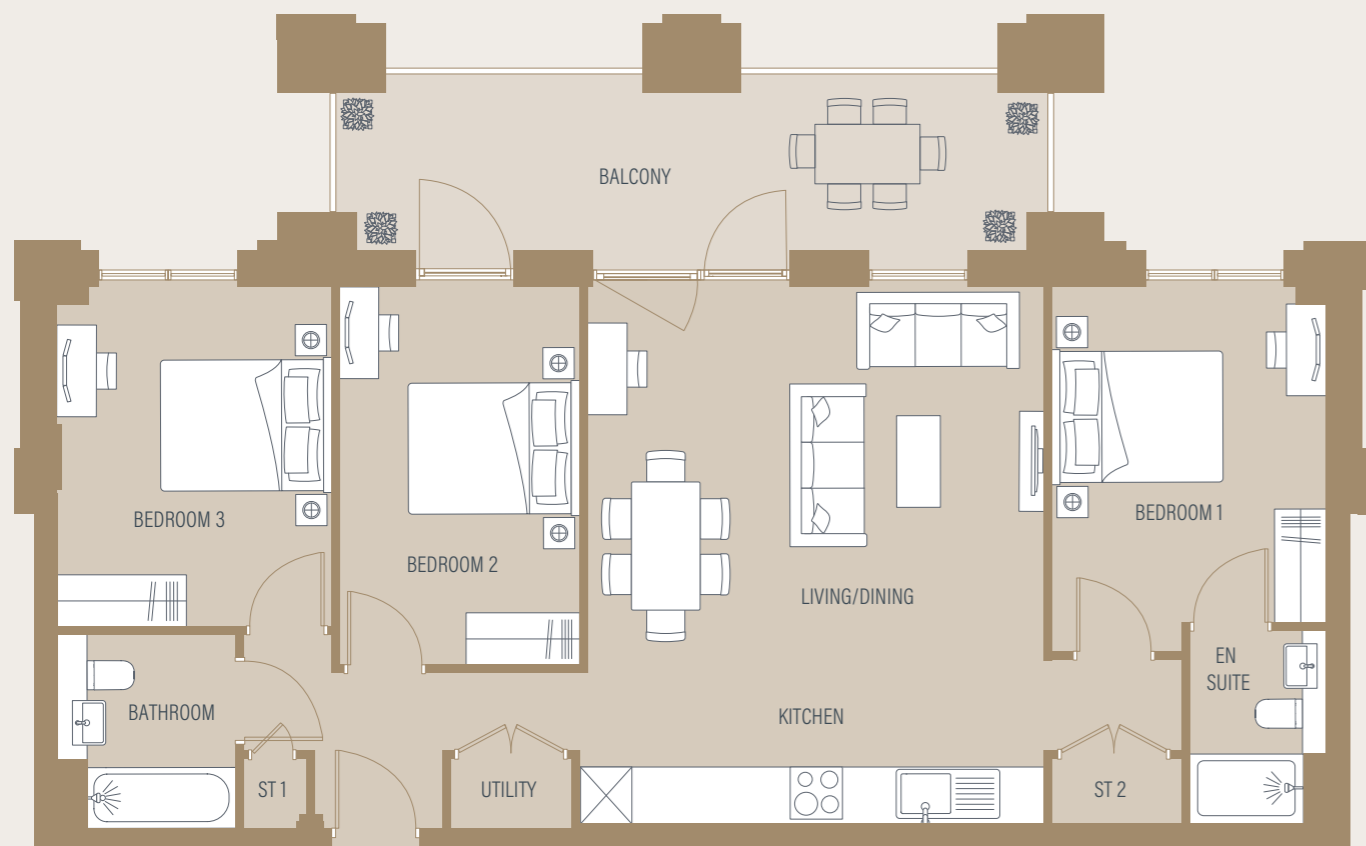 BALCONY
BEDROOM 3
BEDROOM 2
BEDROOM 1
LIVING/DINING
EN
SUITE
BATHROOM
KITCHEN
ST 1
UTILITY
ST 2